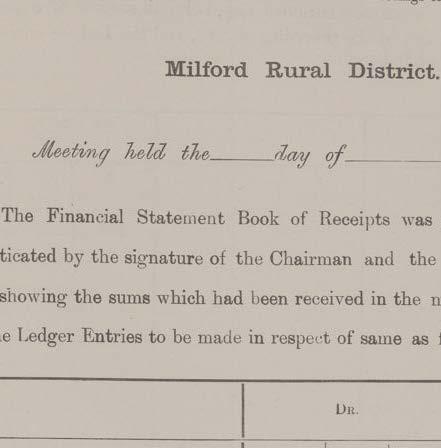 Milford Rural District.
Meeting held the ______ day of ______
The Financial Statement Book of Receipts was
ticated by the signature of the Chairman and the
showing the sums which had been received in the
e Ledger Entries to be made in respect of same as
DR.